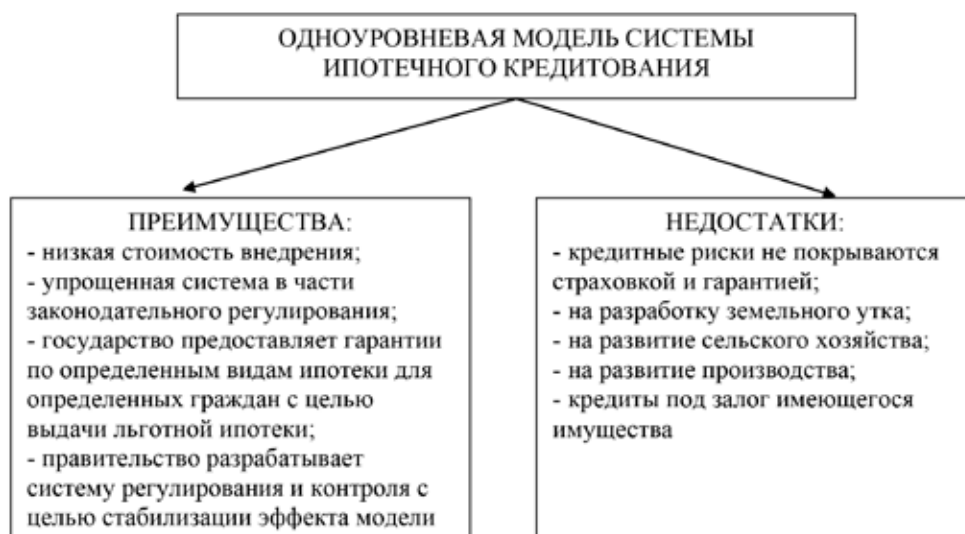 ОДНОУРОВНЕВАЯ МОДЕЛЬ СИСТЕМЫ
ИПОТЕЧНОГО КРЕДИТОВАНИЯ
ПРЕИМУЩЕСТВА:
- низкая стоимость внедрения;
- упрощенная система в части
законодательного регулирования;
- государство предоставляет гарантии
по определенным видам ипотеки для
определенных граждан с целью
выдачи льготной ипотеки;
- правительство разрабатывает
систему регулирования и контроля с
целью стабилизации эффекта модели
НЕДОСТАТКИ:
- кредитные риски не покрываются
страховкой и гарантией;
- на разработку земельного утка;
- на развитие сельского хозяйства;
- на развитие производства;
- кредиты под залог имеющегося
имущества